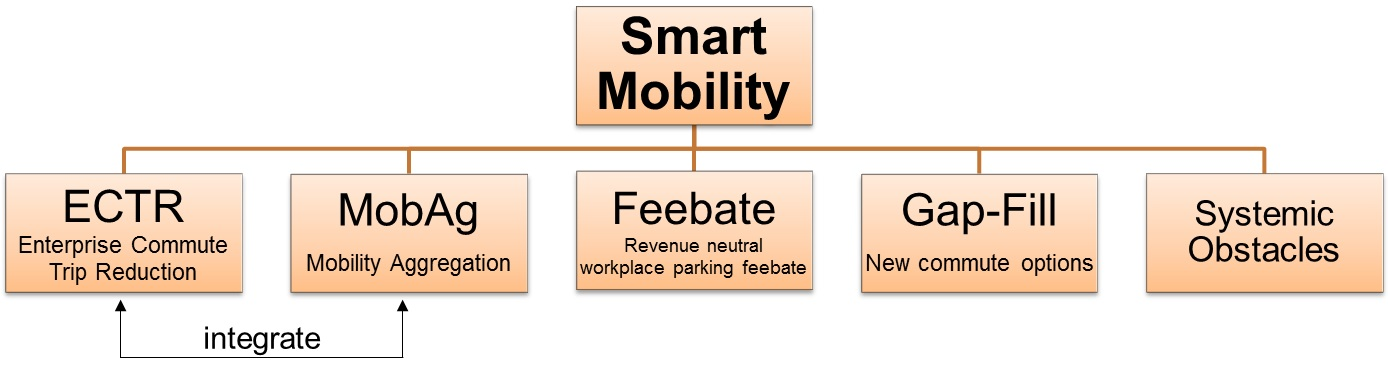 Smart
Mobility
ECTR
Enterprise Commute
Trip Reduction
MobAg
Mobility Aggregation
Feebate
Revenue neutral
workplace parking feebate
Gap-Fill
New commute options
Systemic
Obstacles
integrate